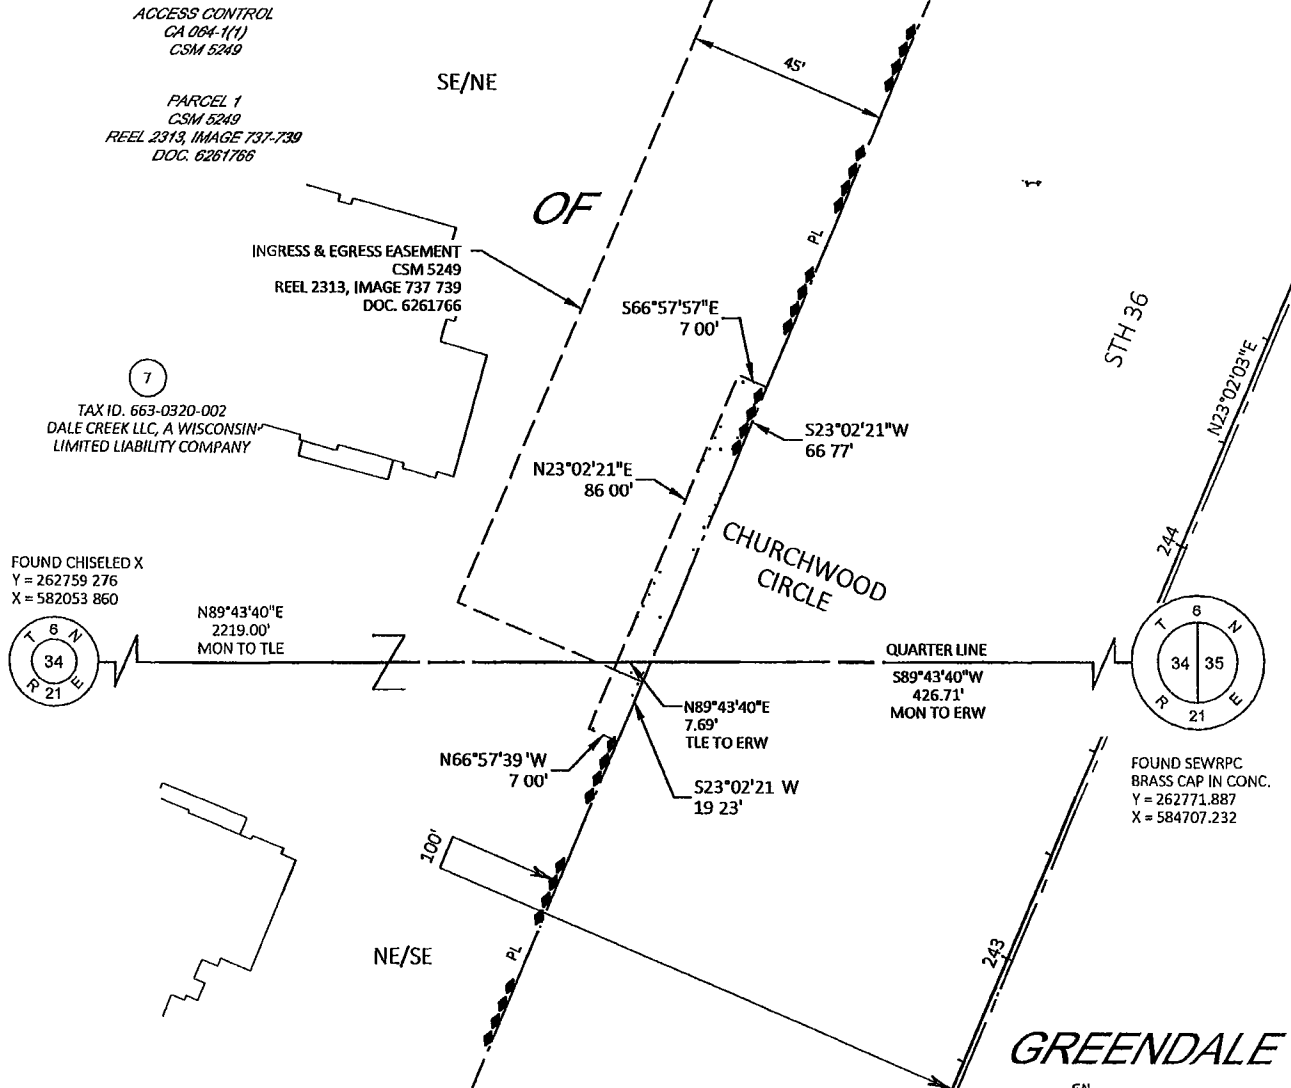 ACCESS CONTROL
CA 064-1(1)
CSM 5249
PARCEL 1
CSM 5249
REEL 2313, IMAGE 737-739
DOC. 6261766
SE/NE
45'
OF
INGRESS & EGRESS EASEMENT
CSM 5249
REEL 2313, IMAGE 737 739
DOC. 6261766
PL
S66°57'57"E
7 00'
STH 36
N23°02'03"E
7
TAX ID. 663-0320-002
DALE CREEK LLC, A WISCONSIN
LIMITED LIABILITY COMPANY
S23°02'21"W
66 77'
N23°02'21"E
86 00'
CHURCHWOOD
CIRCLE
244
FOUND CHISELED X
Y = 262759 276
X = 582053 860
N89°43'40"E
2219.00'
MON TO TLE
T 6 N
34
R 21 E
QUARTER LINE
S89°43'40"W
426.71'
MON TO ERW
T 6 N
34 35
R 21 E
N89°43'40"E
7.69'
TLE TO ERW
N66°57'39 'W
7 00'
S23°02'21 W
19 23'
FOUND SEWRPC
BRASS CAP IN CONC.
Y = 262771.887
X = 584707.232
100'
NE/SE
PL
243
GREENDALE